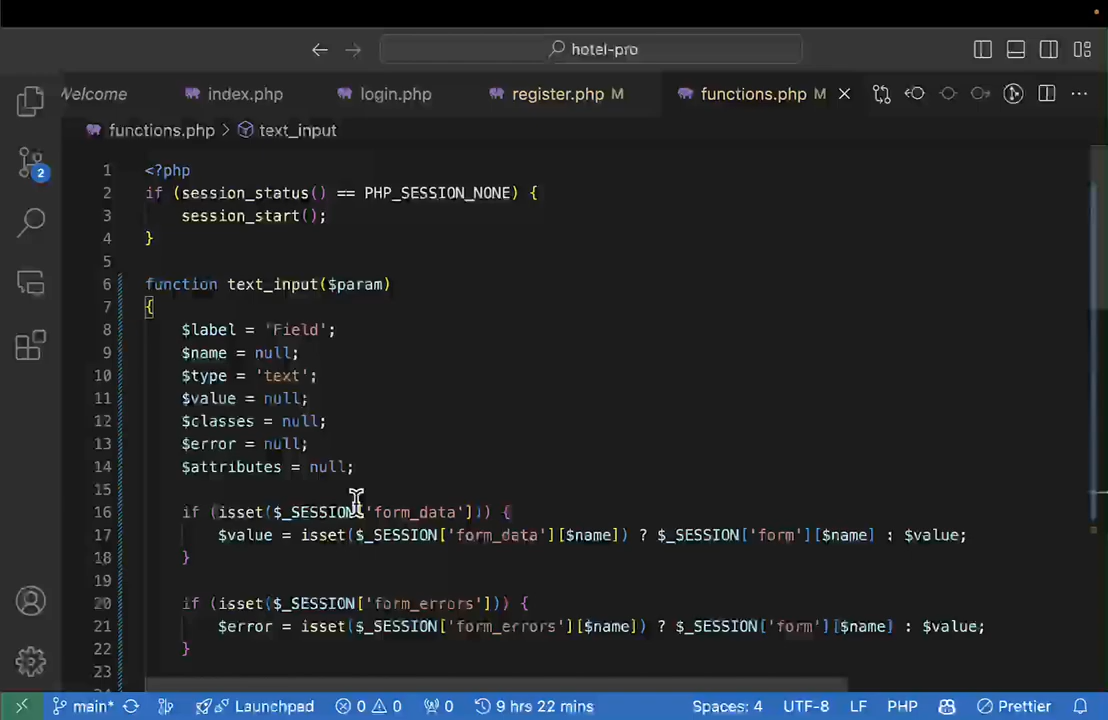 hotel-pro
Welcome
index.php
login.php
register.php M
functions.php M
functions.php > text_input
1 <?php
2 if (session_status() == PHP_SESSION_NONE) {
3 session_start();
4 }
5
6 function text_input($param)
7 {
8 $label = 'Field';
9 $name = null;
10 $type = 'text';
11 $value = null;
12 $classes = null;
13 $error = null;
14 $attributes = null;
15
16 if (isset($_SESSION['form_data'])) {
17 $value = isset($_SESSION['form_data'][$name]) ? $_SESSION['form'][$name] : $value;
18 }
19
20 if (isset($_SESSION['form_errors'])) {
21 $error = isset($_SESSION['form_errors'][$name]) ? $_SESSION['form'][$name] : $value;
22 }
23
2
main* Launchpad 0 0 0 9 hrs 22 mins Spaces: 4 UTF-8 LF PHP Prettier